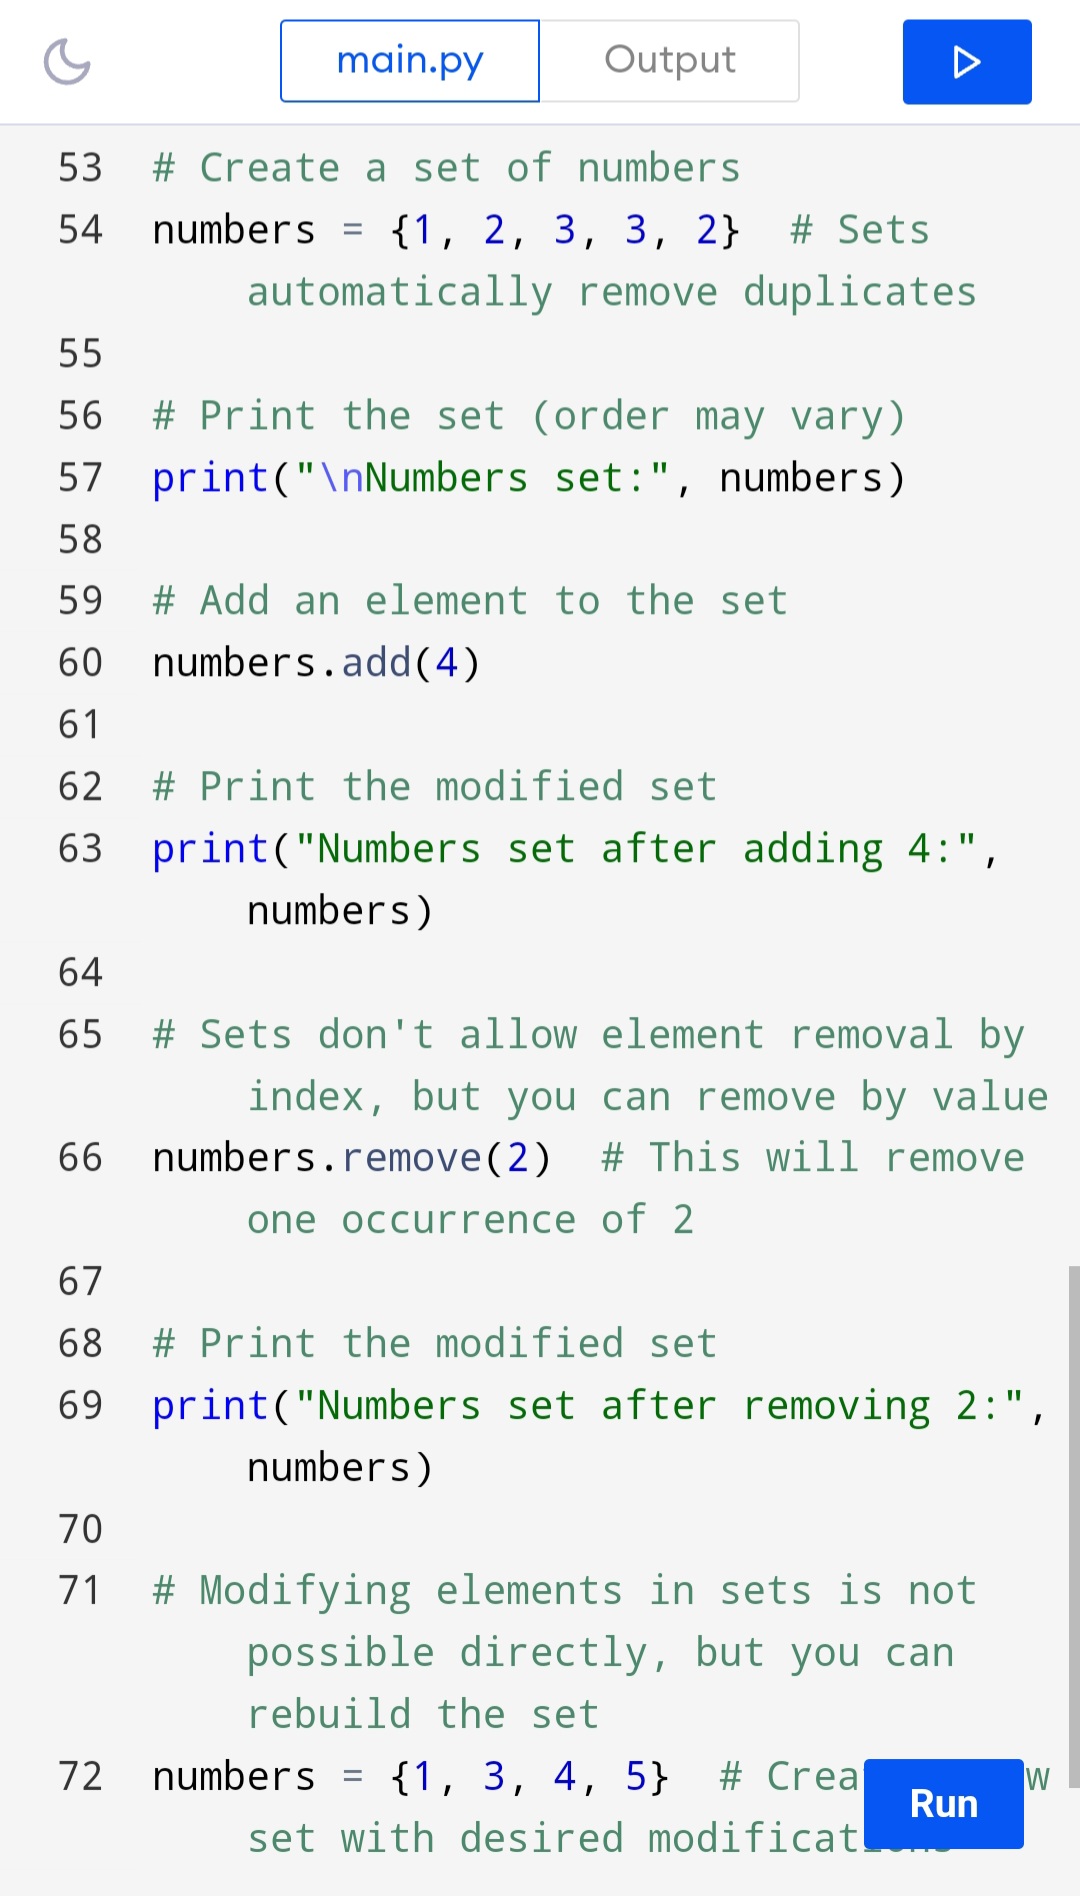 main.py Output
53 # Create a set of numbers
54 numbers = {1, 2, 3, 3, 2}  # Sets
automatically remove duplicates
55
56 # Print the set (order may vary)
57 print("\nNumbers set:", numbers)
58
59 # Add an element to the set
60 numbers.add(4)
61
62 # Print the modified set
63 print("Numbers set after adding 4:",
numbers)
64
65 # Sets don't allow element removal by
index, but you can remove by value
66 numbers.remove(2)  # This will remove
one occurrence of 2
67
68 # Print the modified set
69 print("Numbers set after removing 2:",
numbers)
70
71 # Modifying elements in sets is not
possible directly, but you can
rebuild the set
72 numbers = {1, 3, 4, 5}  #
set with desired
Run